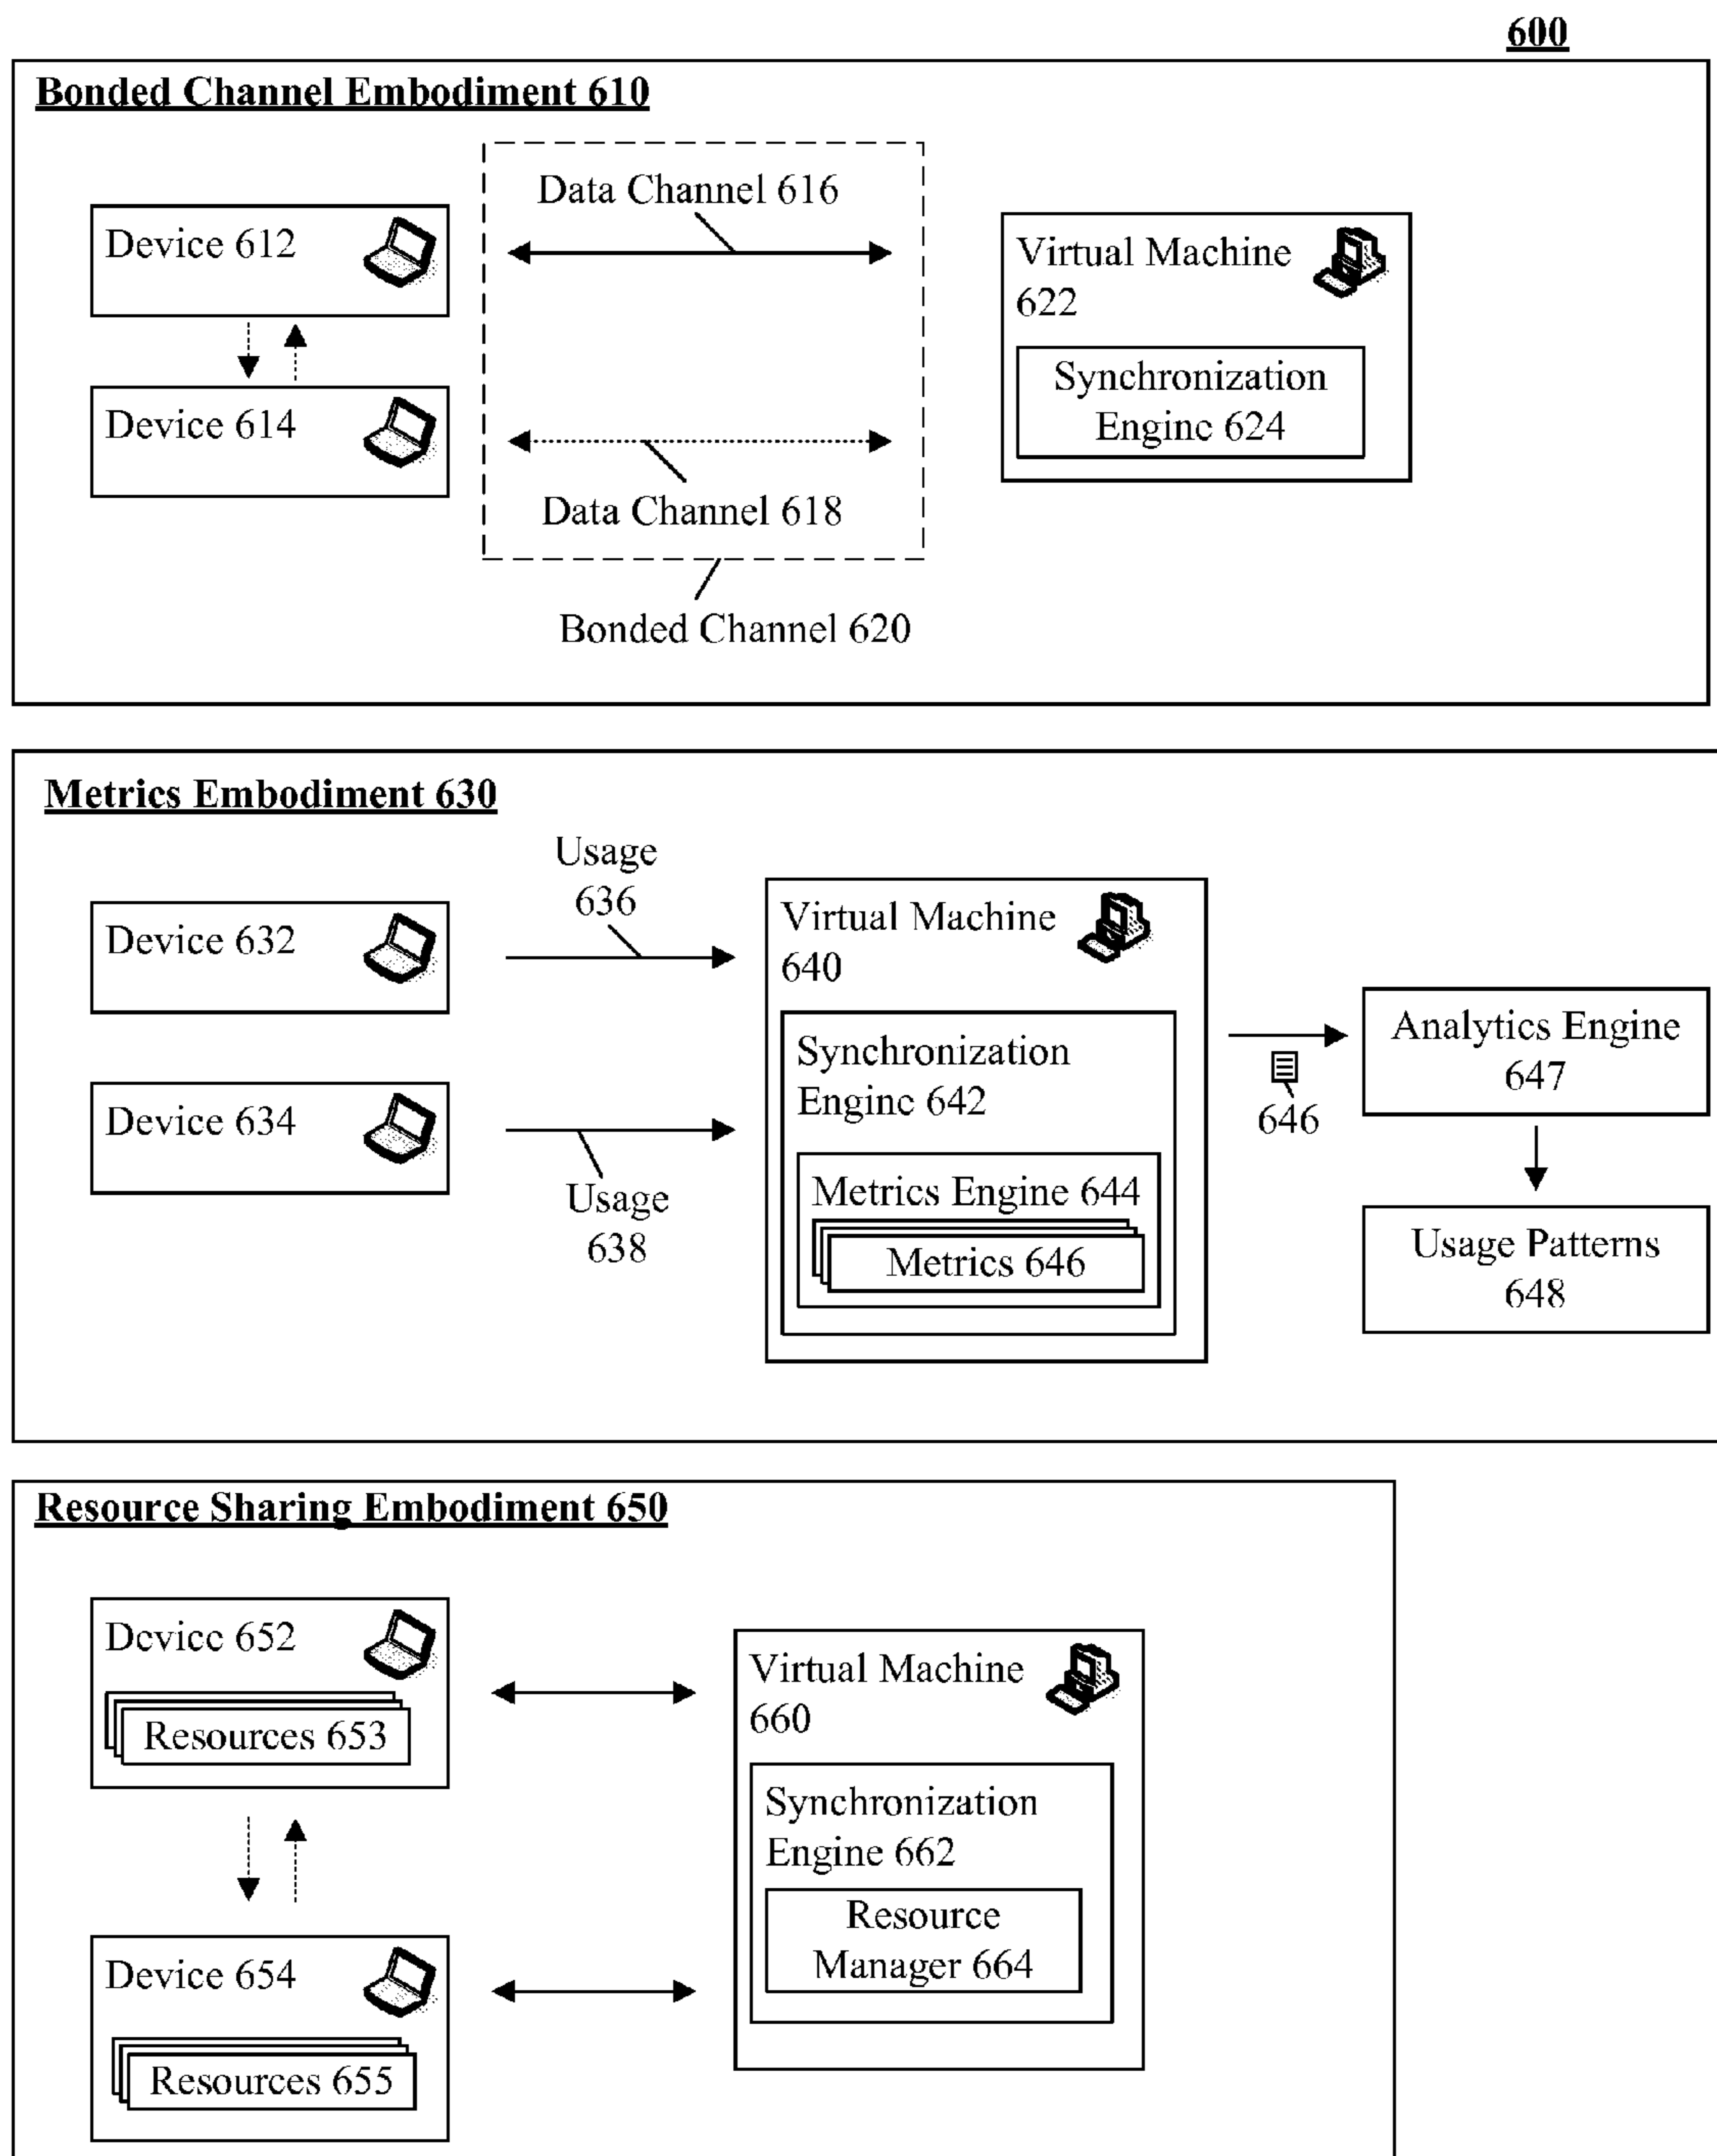 600
Bonded Channel Embodiment 610
Data Channel 616
Device 612
Virtual Machine
622
Synchronization
Engine 624
Device 614
Data Channel 618
Bonded Channel 620
Metrics Embodiment 630
Usage
636
Device 632
Virtual Machine
640
Analytics Engine
647
Synchronization
Engine 642
646
Device 634
Usage
638
Metrics Engine 644
Metrics 646
Usage Patterns
648
Resource Sharing Embodiment 650
Device 652
Resources 653
Virtual Machine
660
Synchronization
Engine 662
Resource
Manager 664
Device 654
Resources 655